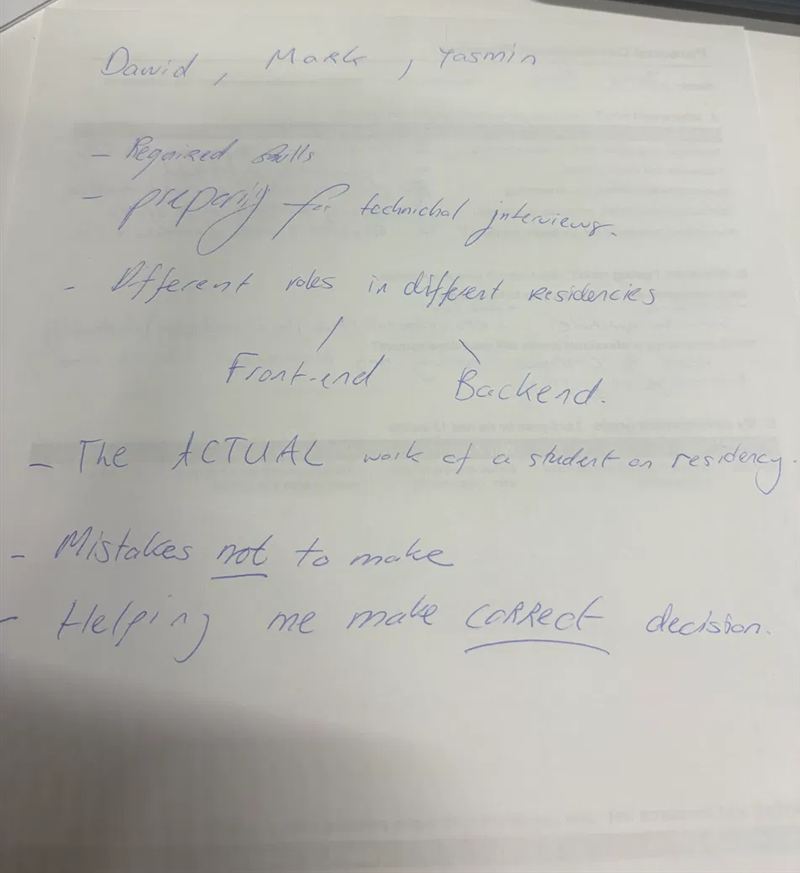 Dawid, Mark, Yasmin
- Required skills
- preparing for technichal interviews.
- Different roles in different residencies
Front-end Backend.
- The ACTUAL work of a student on residency.
- Mistakes not to make
- Helping me make correct decision.